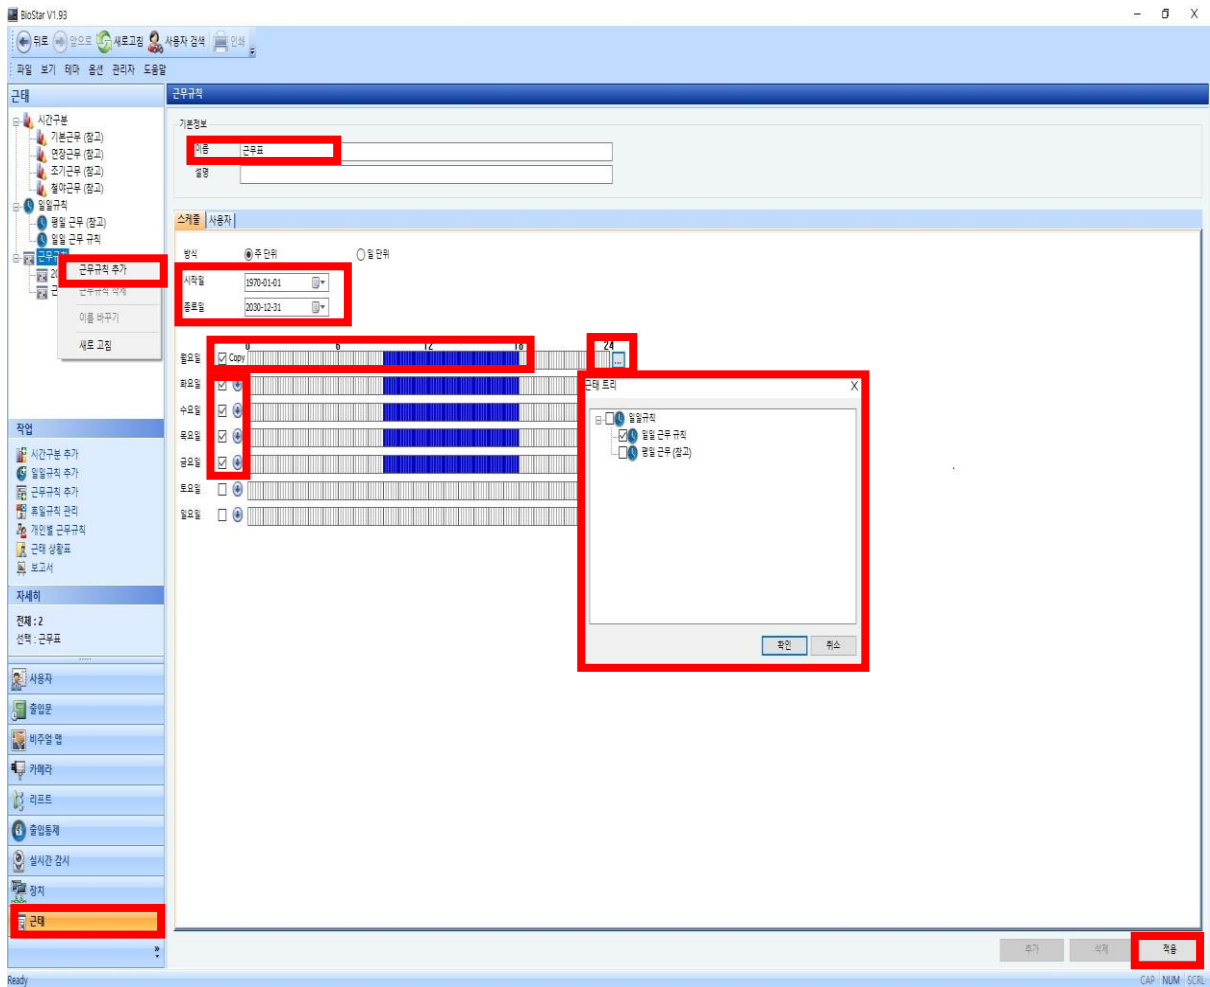 BioStar V1.93
뒤로 앞으로 새로고침 사용자 검색 인쇄
파일 보기 테마 옵션 관리자 도움말
근태
시간구분
기본근무 (참고)
연장근무 (참고)
조기근무 (참고)
철야근무 (참고)
일일규칙
평일 근무 (참고)
일일 근무 규칙
근무규칙
근무규칙 추가
근무규칙 삭제
이름 바꾸기
새로 고침
작업
시간구분 추가
일일규칙 추가
근무규칙 추가
휴일규칙 관리
개인별 근무규칙
근태 상황표
보고서
자세히
전체 : 2
선택 : 근무표
사용자
출입문
비주얼 맵
카메라
리프트
출입통제
실시간 감시
장치
근태
Ready
근무규칙
기본정보
이름 근무표
설명
스케줄 사용자
방식 주 단위 일 단위
시작일 1970-01-01
종료일 2030-12-31
0 6 12 18 24
월요일 Copy ...
화요일
수요일
목요일
금요일
토요일
일요일
근태 트리 X
일일규칙
일일 근무 규칙
평일 근무 (참고)
확인 취소
추가 삭제 적용
CAP NUM SCRL